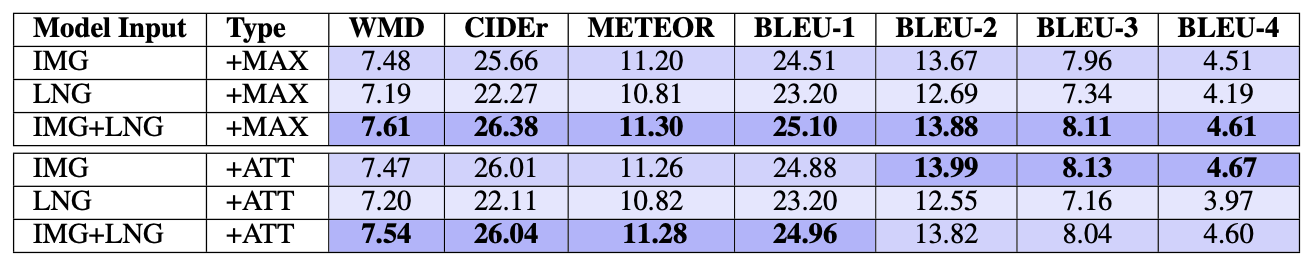 Model Input Type WMD CIDEr METEOR BLEU-1 BLEU-2 BLEU-3 BLEU-4
IMG +MAX 7.48 25.66 11.20 24.51 13.67 7.96 4.51
LNG +MAX 7.19 22.27 10.81 23.20 12.69 7.34 4.19
IMG+LNG +MAX 7.61 26.38 11.30 25.10 13.88 8.11 4.61
IMG +ATT 7.47 26.01 11.26 24.88 13.99 8.13 4.67
LNG +ATT 7.20 22.11 10.82 23.20 12.55 7.16 3.97
IMG+LNG +ATT 7.54 26.04 11.28 24.96 13.82 8.04 4.60